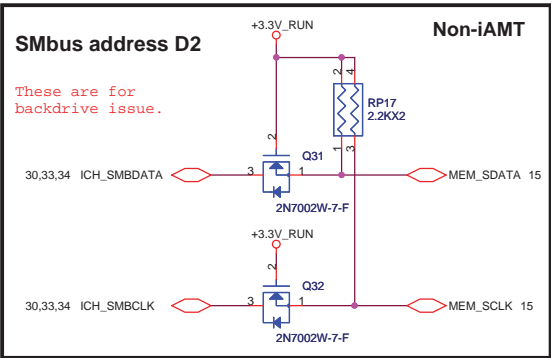 +3.3V_RUN
Non-iAMT
SMbus address D2
These are for
backdrive issue.
2
2 4
RP17
2.2KX2
1 3
Q31
30,33,34 ICH_SMBDATA
3
1
MEM_SDATA 15
2N7002W-7-F
+3.3V_RUN
2
Q32
30,33,34 ICH_SMBCLK
3
1
MEM_SCLK 15
2N7002W-7-F